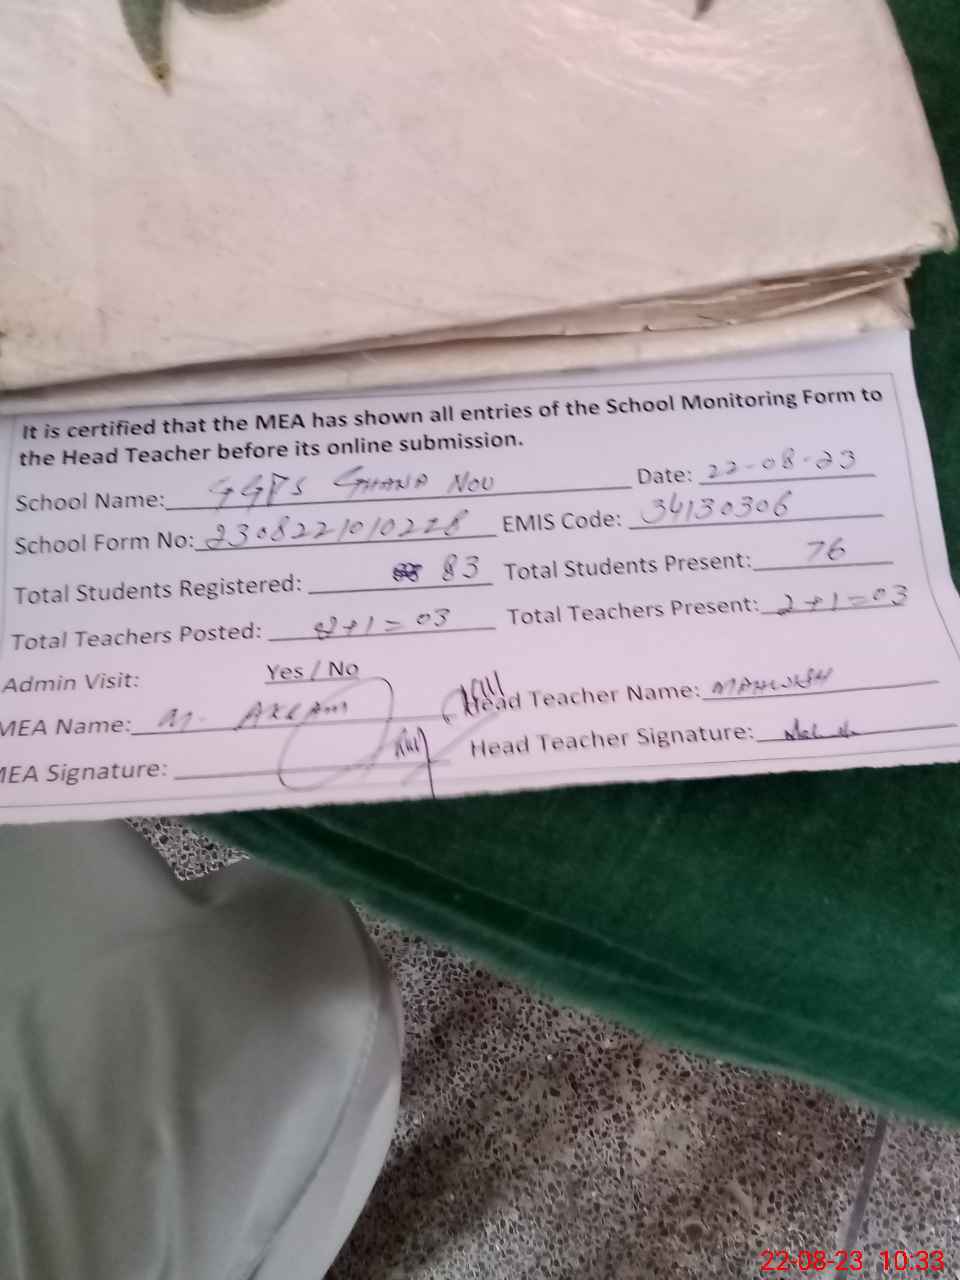 It is certified that the MEA has shown all entries of the School Monitoring Form to
the Head Teacher before its online submission.
School Name: GGPS GHANA NOU Date: 22-08-23
School Form No: 2308221010228 EMIS Code: 34130306
Total Students Registered: 83 Total Students Present: 76
Total Teachers Posted: 2+1=03 Total Teachers Present: 2+1=03
Admin Visit: Yes / No
MEA Name: M. AKRAM Head Teacher Name: MAHWISH
MEA Signature: Head Teacher Signature:
22-08-23 10:33